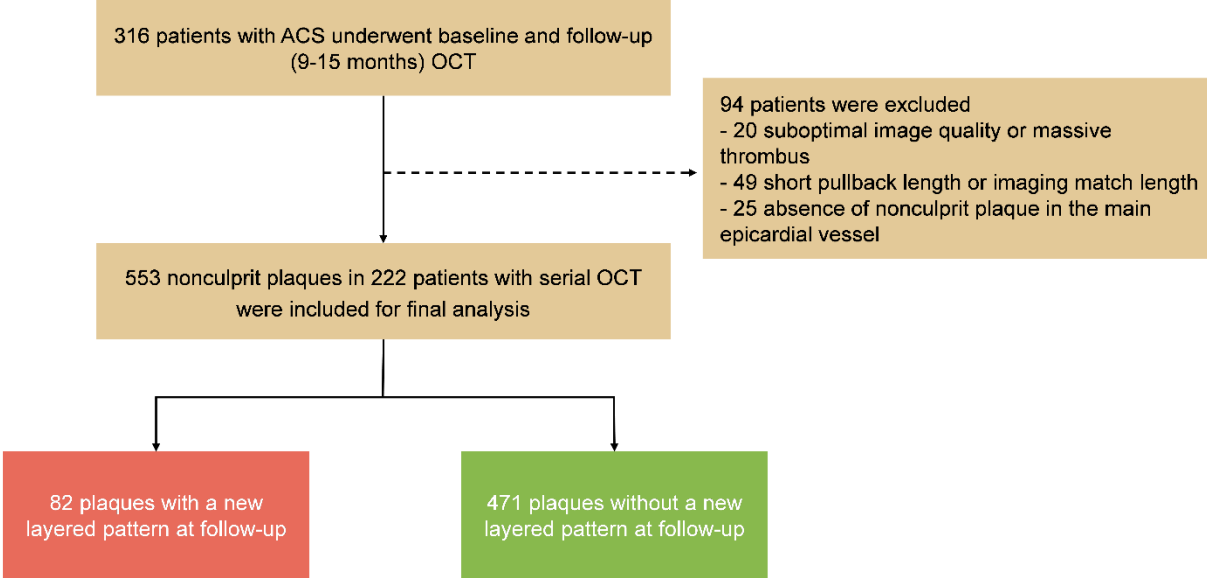 316 patients with ACS underwent baseline and follow-up
(9-15 months) OCT
94 patients were excluded
- 20 suboptimal image quality or massive
thrombus
- 49 short pullback length or imaging match length
- 25 absence of nonculprit plaque in the main
epicardial vessel
553 nonculprit plaques in 222 patients with serial OCT
were included for final analysis
82 plaques with a new
layered pattern at follow-up
471 plaques without a new
layered pattern at follow-up